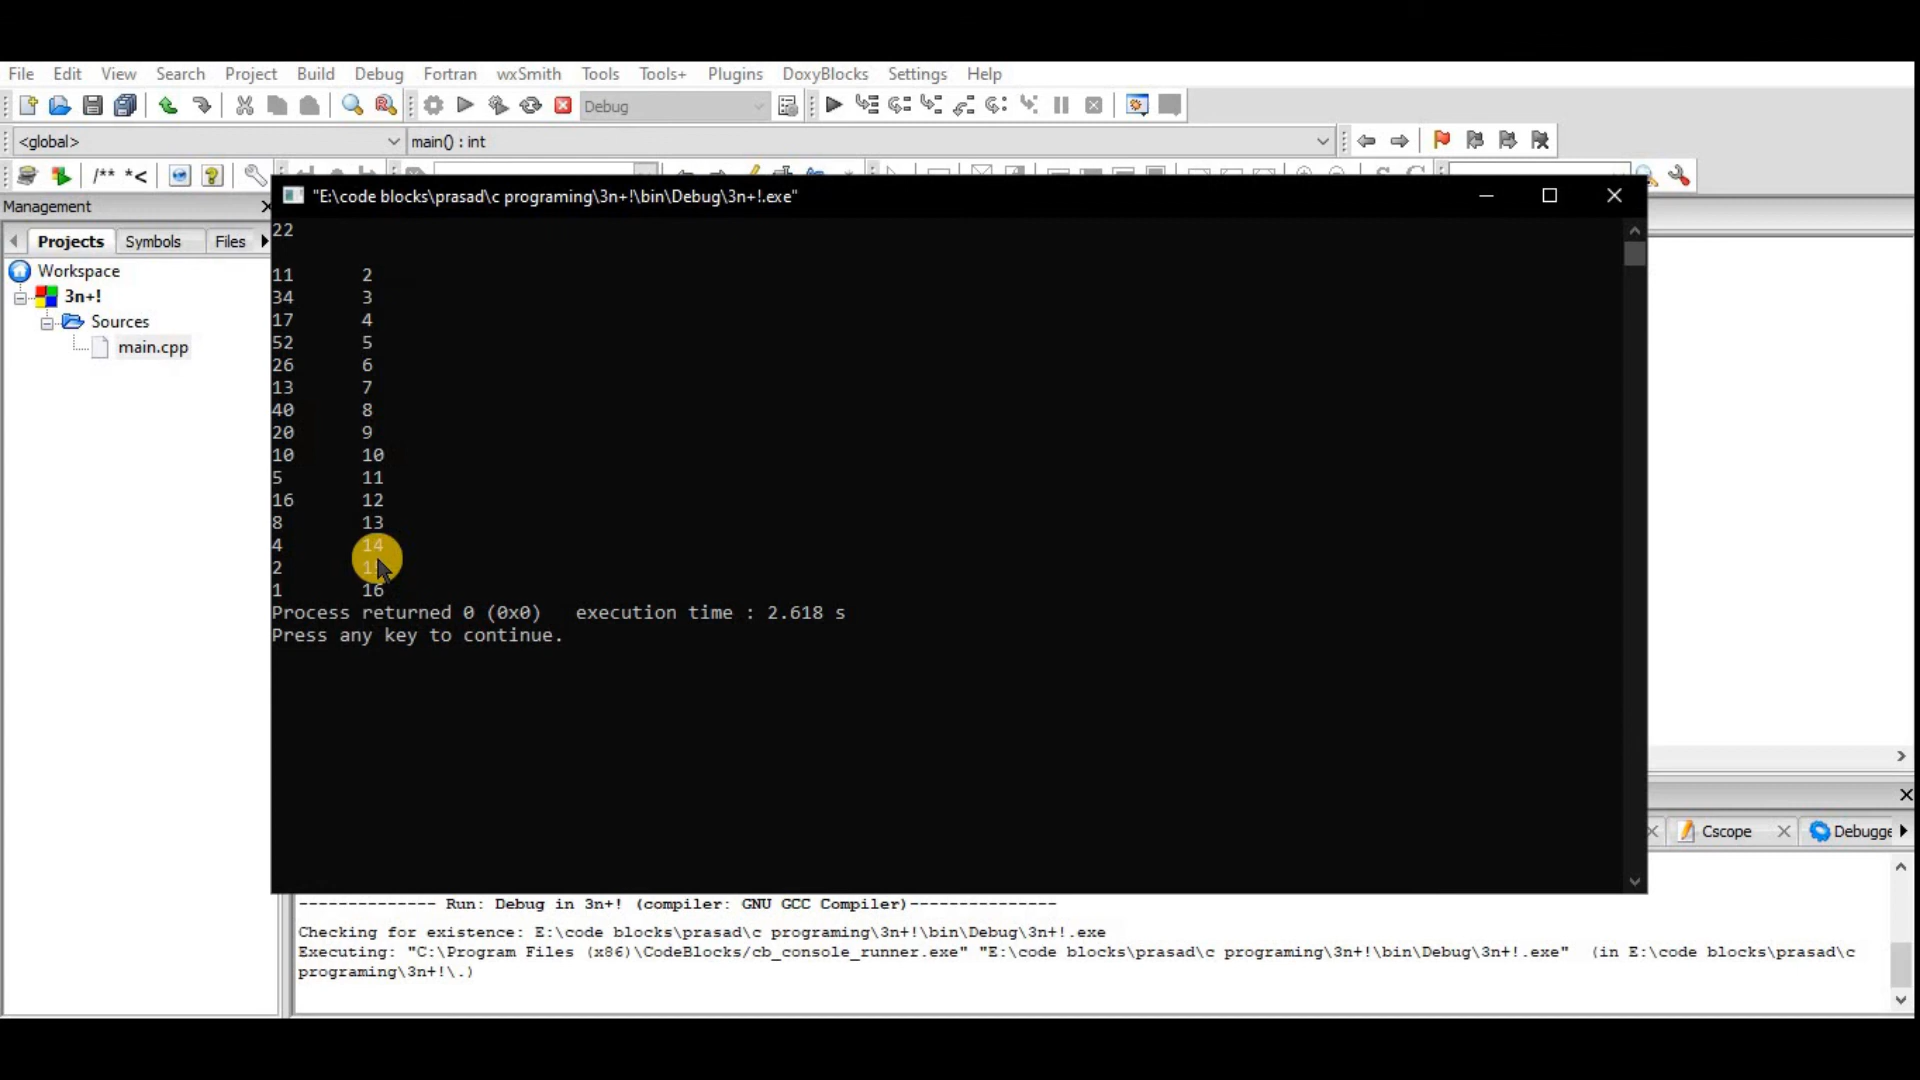 File Edit View Search Project Build Debug Fortran wxSmith Tools Tools+ Plugins DoxyBlocks Settings Help
Debug
<global> main() : int
/** *<
Management
"E:\code blocks\prasad\c programing\3n+!\bin\Debug\3n+!.exe"
Projects Symbols Files
Workspace
3n+!
Sources
main.cpp
22
11 2
34 3
17 4
52 5
26 6
13 7
40 8
20 9
10 10
5 11
16 12
8 13
4 14
2
1 16
Process returned 0 (0x0) execution time : 2.618 s
Press any key to continue.
Cscope Debugge
-------------- Run: Debug in 3n+! (compiler: GNU GCC Compiler)---------------
Checking for existence: E:\code blocks\prasad\c programing\3n+!\bin\Debug\3n+!.exe
Executing: "C:\Program Files (x86)\CodeBlocks/cb_console_runner.exe" "E:\code blocks\prasad\c programing\3n+!\bin\Debug\3n+!.exe" (in E:\code blocks\prasad\c
programing\3n+!\.)